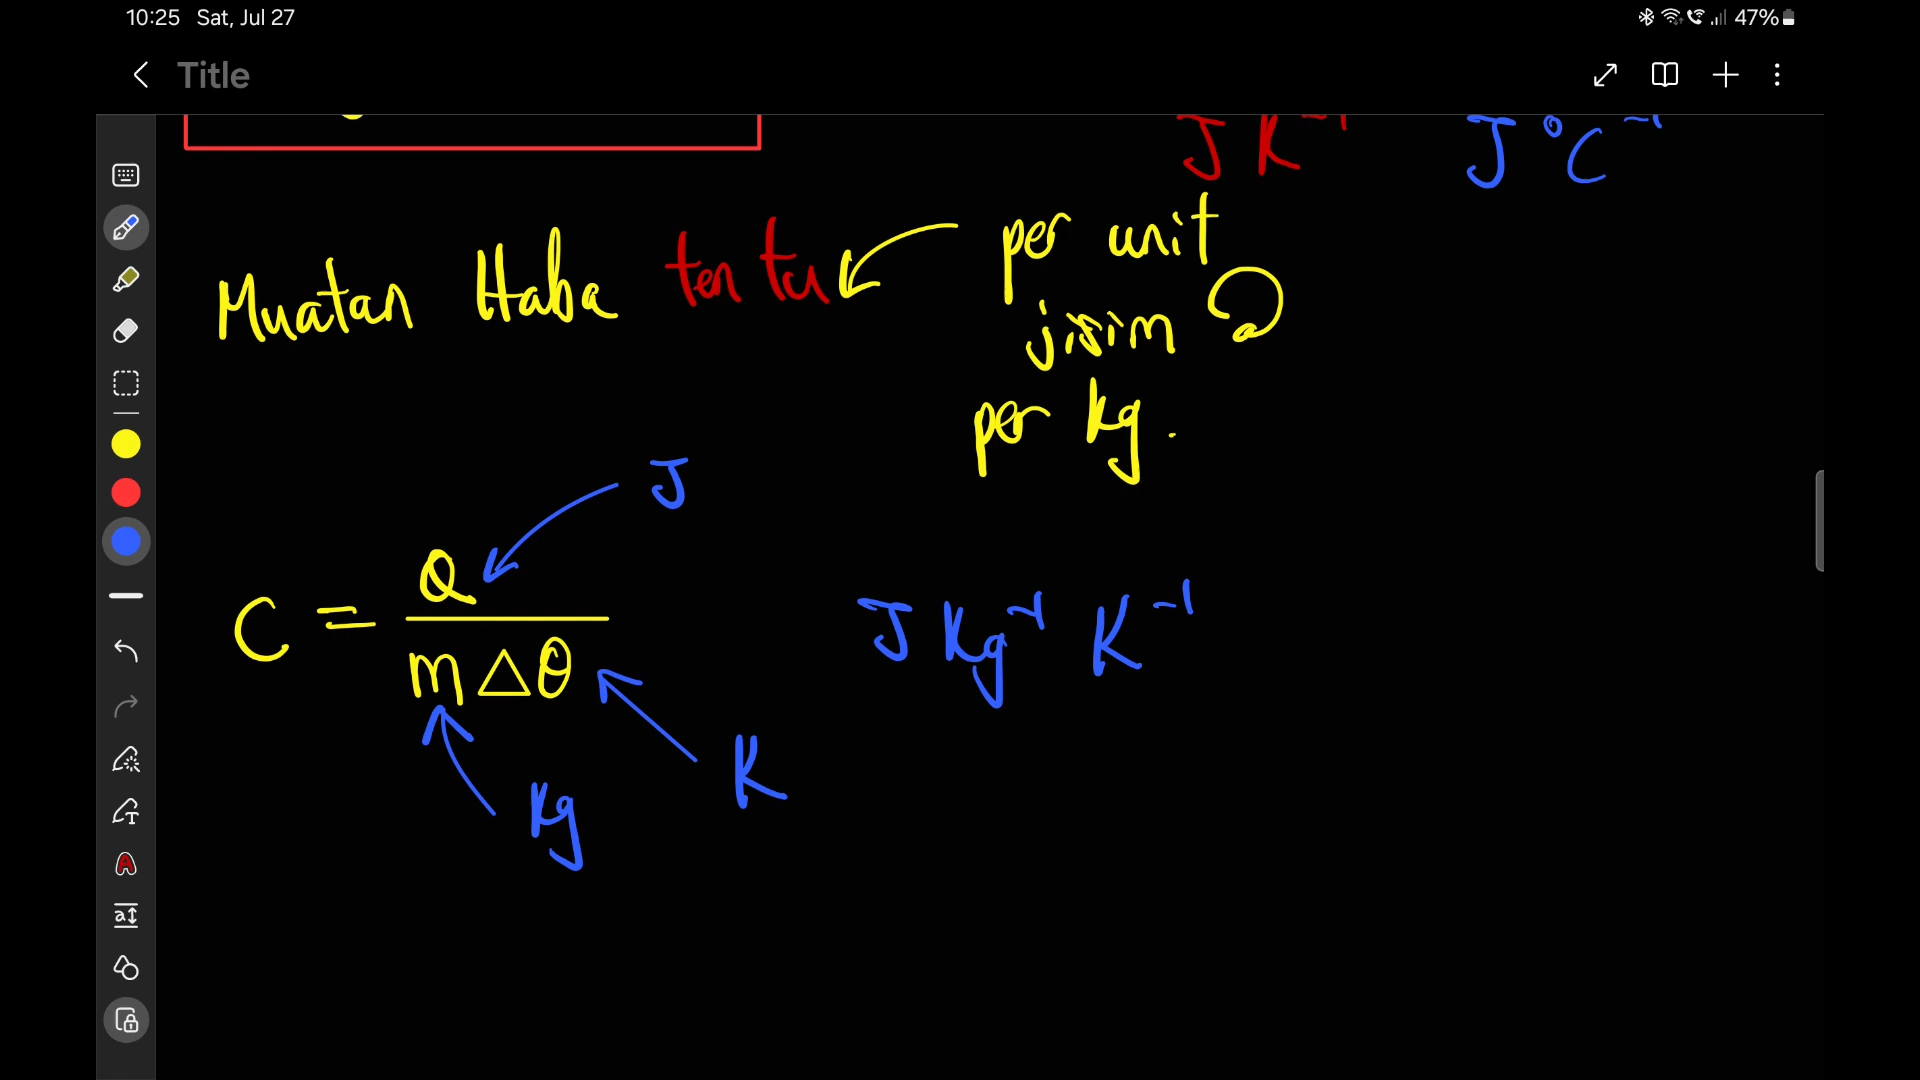 10:25 Sat, Jul 27 47%
Title
J K⁻¹ J °C⁻¹
Muatan Haba tentu per unit
jisim
per kg.
J
C = Q / m△θ J kg⁻¹ K⁻¹
K
kg